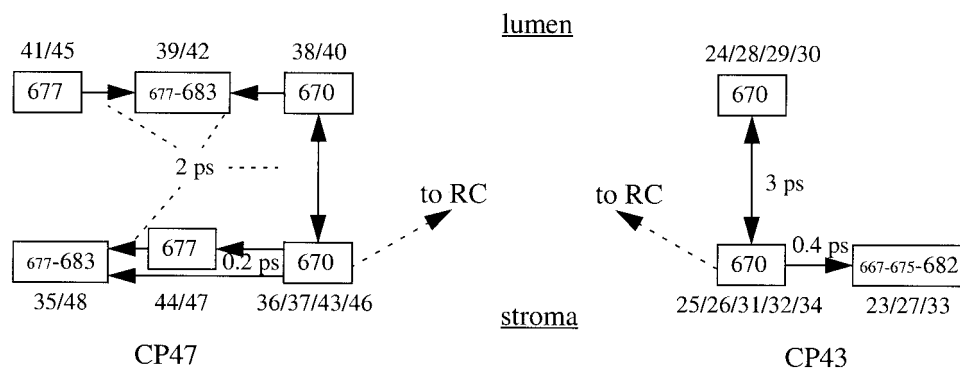 lumen
41/45 39/42 38/40 24/28/29/30
677 677-683 670 670
2 ps
3 ps
to RC to RC
677-683 677 0.2 ps 670 670 0.4 ps 667-675-682
35/48 44/47 36/37/43/46 25/26/31/32/34 23/27/33
stroma
CP47 CP43